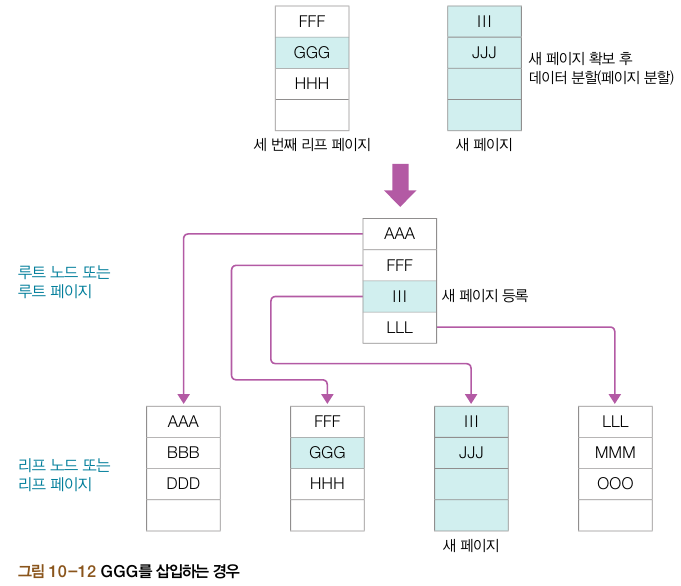 FFF
GGG
HHH
세 번째 리프 페이지
III
JJJ
새 페이지
새 페이지 확보 후
데이터 분할(페이지 분할)
루트 노드 또는
루트 페이지
AAA
FFF
III
LLL
새 페이지 등록
리프 노드 또는
리프 페이지
AAA
BBB
DDD
FFF
GGG
HHH
III
JJJ
새 페이지
LLL
MMM
OOO
그림 10-12 GGG를 삽입하는 경우